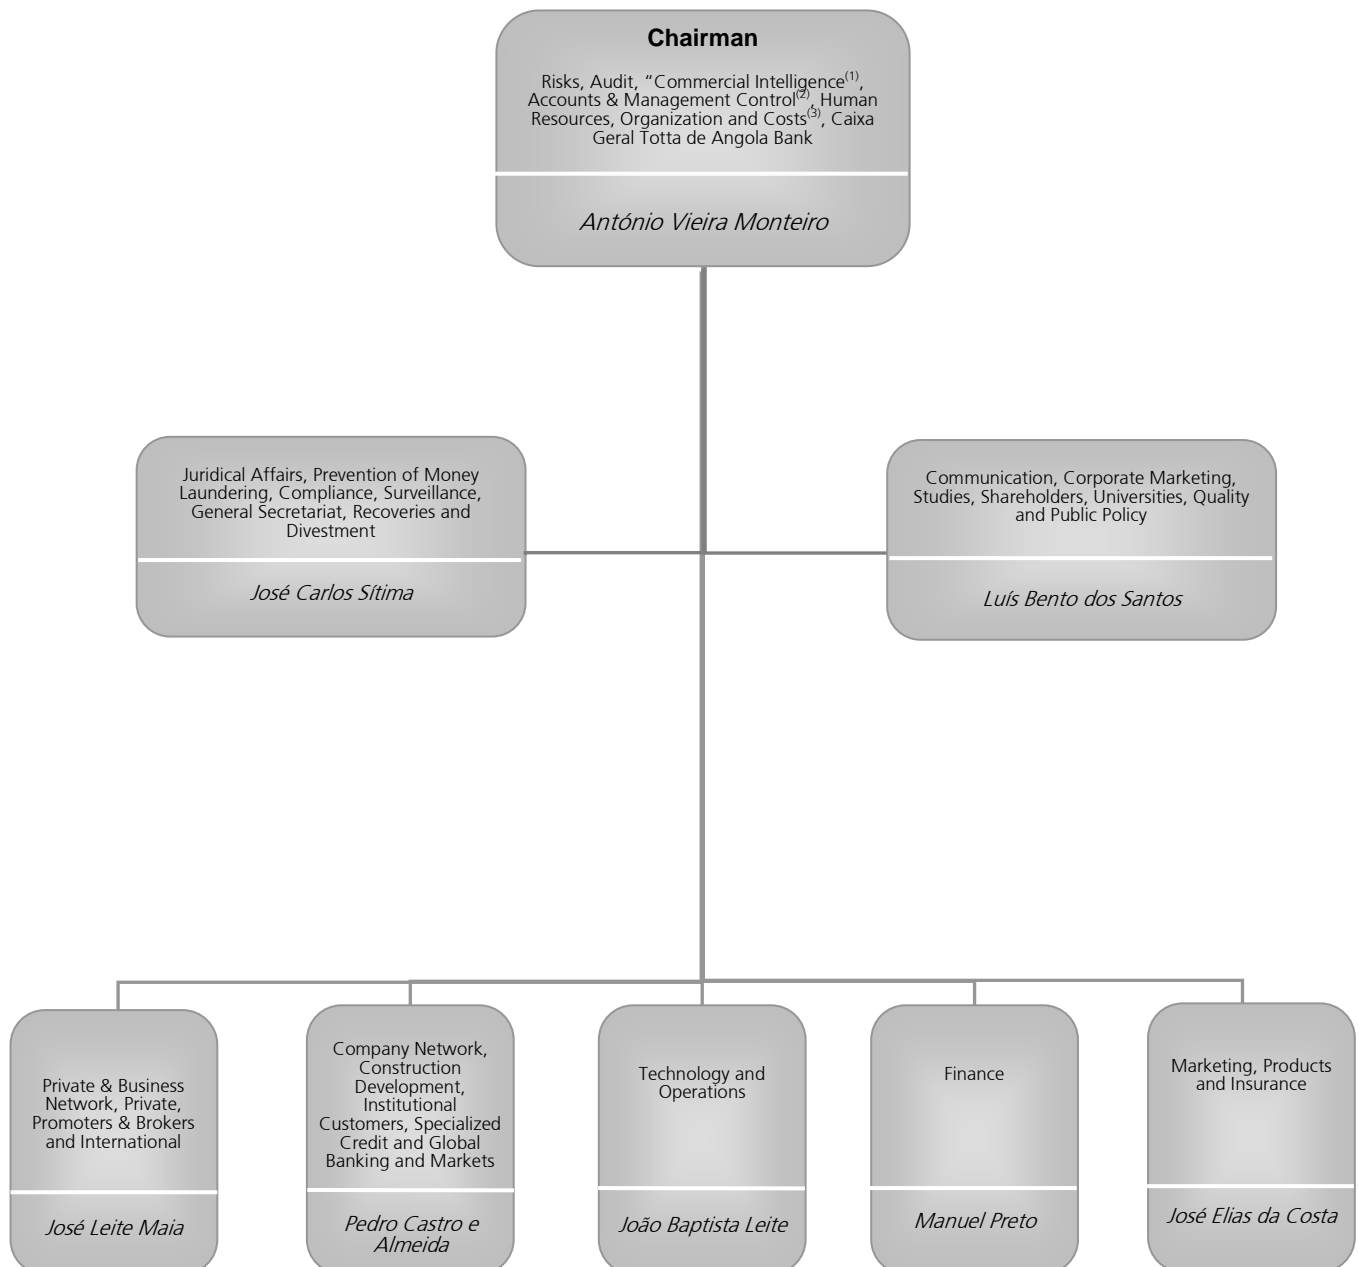 Chairman
Risks, Audit, “Commercial Intelligence(1),
Accounts & Management Control(2), Human
Resources, Organization and Costs(3), Caixa
Geral Totta de Angola Bank
António Vieira Monteiro
Juridical Affairs, Prevention of Money
Laundering, Compliance, Surveillance,
General Secretariat, Recoveries and
Divestment
José Carlos Sítima
Communication, Corporate Marketing,
Studies, Shareholders, Universities, Quality
and Public Policy
Luís Bento dos Santos
Private & Business
Network, Private,
Promoters & Brokers
and International
José Leite Maia
Company Network,
Construction
Development,
Institutional
Customers, Specialized
Credit and Global
Banking and Markets
Pedro Castro e
Almeida
Technology and
Operations
João Baptista Leite
Finance
Manuel Preto
Marketing, Products
and Insurance
José Elias da Costa